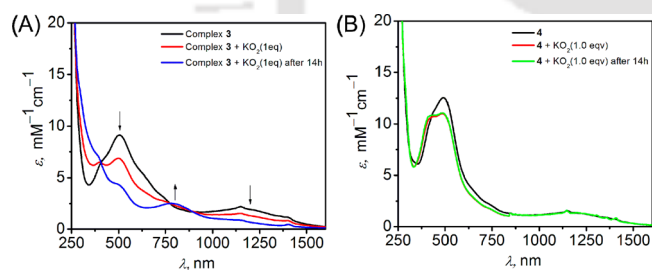 (A)
Complex 3
Complex 3 + KO₂(1eq)
Complex 3 + KO₂(1eq) after 14h
ε, mM⁻¹cm⁻¹
20
15
10
5
0
250 500 750 1000 1250 1500
λ, nm
(B)
4
4 + KO₂(1.0 eqv)
4 + KO₂(1.0 eqv) after 14h
ε, mM⁻¹cm⁻¹
20
15
10
5
0
250 500 750 1000 1250 1500
λ, nm